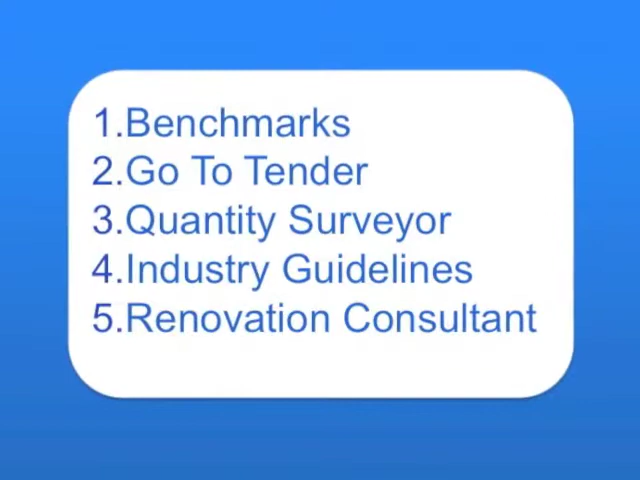 1.Benchmarks
2.Go To Tender
3.Quantity Surveyor
4.Industry Guidelines
5.Renovation Consultant